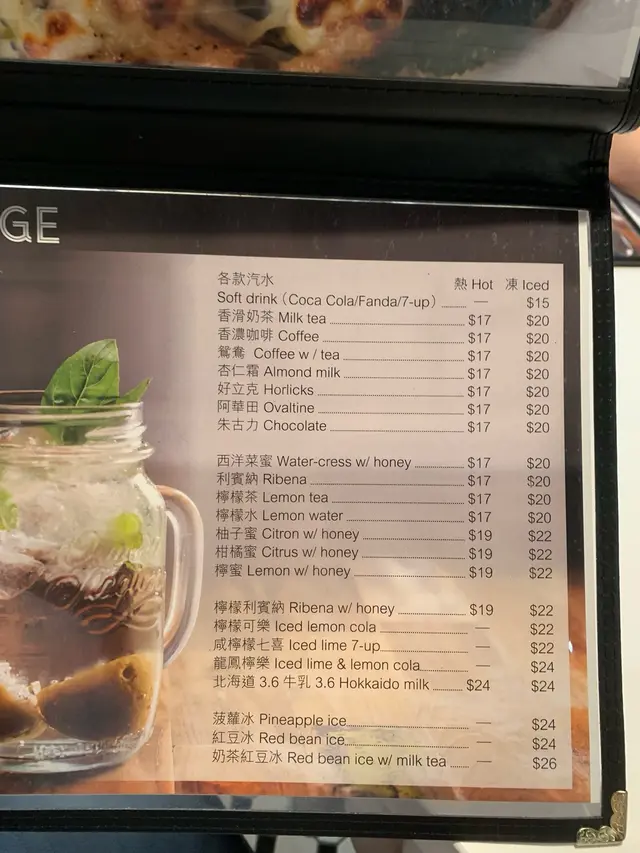 GE
熱 Hot 凍 Iced
各款汽水
Soft drink (Coca Cola/Fanda/7-up) — $15
香滑奶茶 Milk tea $17 $20
香濃咖啡 Coffee $17 $20
鴛鴦 Coffee w / tea $17 $20
杏仁霜 Almond milk $17 $20
好立克 Horlicks $17 $20
阿華田 Ovaltine $17 $20
朱古力 Chocolate $17 $20
西洋菜蜜 Water-cress w/ honey $17 $20
利賓納 Ribena $17 $20
檸檬茶 Lemon tea $17 $20
檸檬水 Lemon water $17 $20
柚子蜜 Citron w/ honey $19 $22
柑橘蜜 Citrus w/ honey $19 $22
檸蜜 Lemon w/ honey $19 $22
檸檬利賓納 Ribena w/ honey $19 $22
檸檬可樂 Iced lemon cola — $22
咸檸檬七喜 Iced lime 7-up — $22
龍鳳檸樂 Iced lime & lemon cola — $24
北海道 3.6 牛乳 3.6 Hokkaido milk $24 $24
菠蘿冰 Pineapple ice — $24
紅豆冰 Red bean ice — $24
奶茶紅豆冰 Red bean ice w/ milk tea — $26